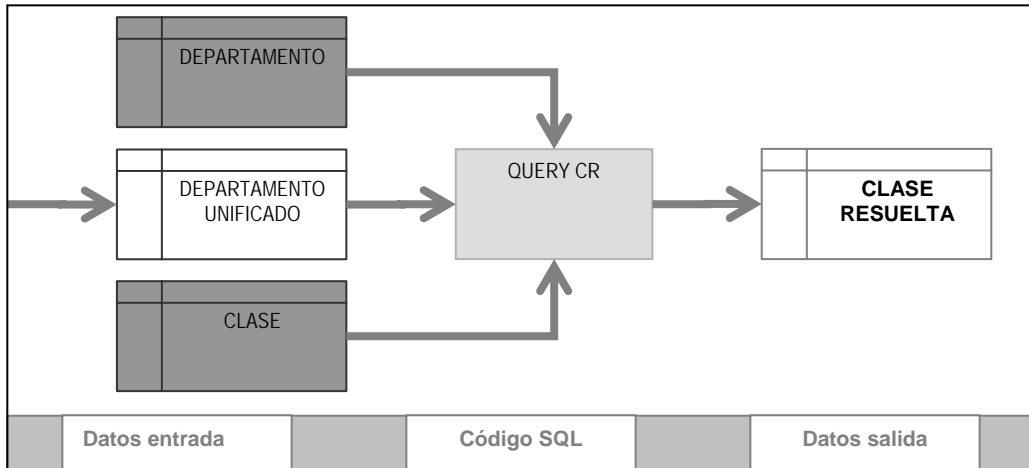 DEPARTAMENTO
DEPARTAMENTO
UNIFICADO
CLASE
QUERY CR
CLASE
RESUELTA
Datos entrada
Código SQL
Datos salida